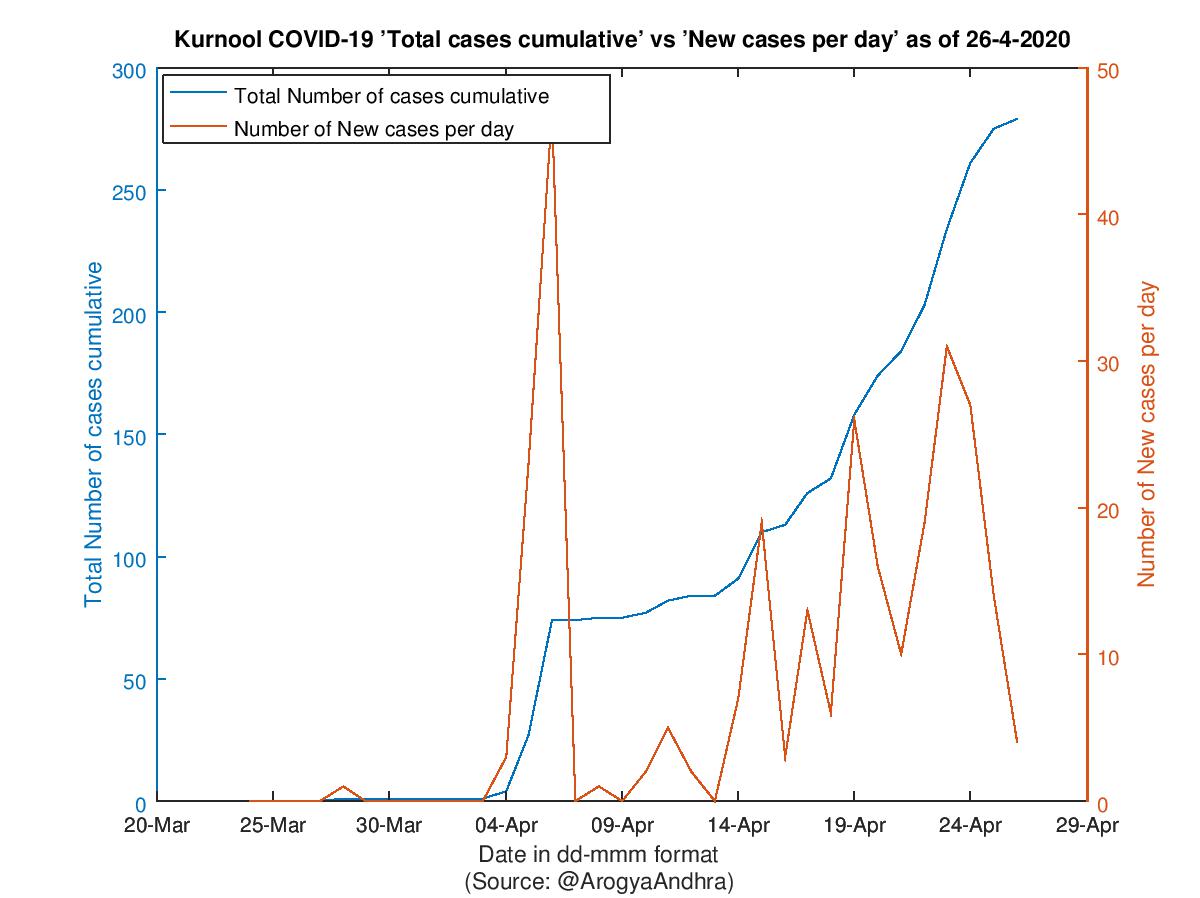 Kurnool COVID-19 ’Total cases cumulative’ vs ’New cases per day’ as of 26-4-2020
Total Number of cases cumulative
Number of New cases per day
300
250
200
150
100
50
0
Total Number of cases cumulative
50
40
30
20
10
0
Number of New cases per day
20-Mar 25-Mar 30-Mar 04-Apr 09-Apr 14-Apr 19-Apr 24-Apr 29-Apr
Date in dd-mmm format
(Source: @ArogyaAndhra)